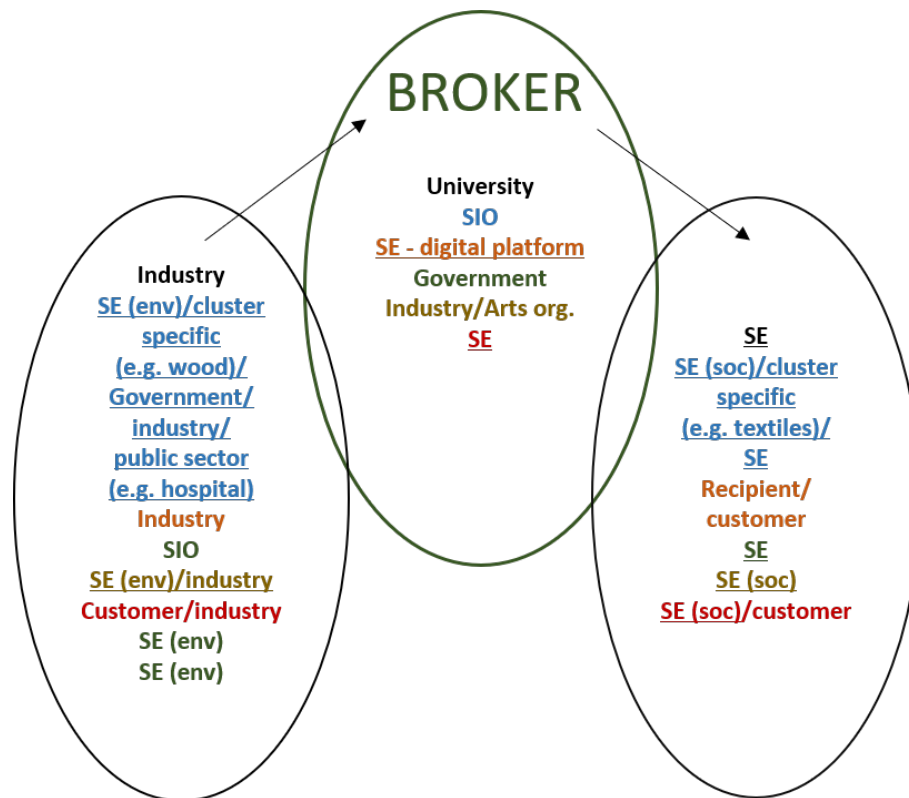 BROKER
University
SIO
SE - digital platform
Government
Industry/Arts org.
SE
Industry
SE (env)/cluster
specific
(e.g. wood)/
Government/
industry/
public sector
(e.g. hospital)
Industry
SIO
SE (env)/industry
Customer/industry
SE (env)
SE (env)
SE
SE (soc)/cluster
specific
(e.g. textiles)/
SE
Recipient/
customer
SE
SE (soc)
SE (soc)/customer